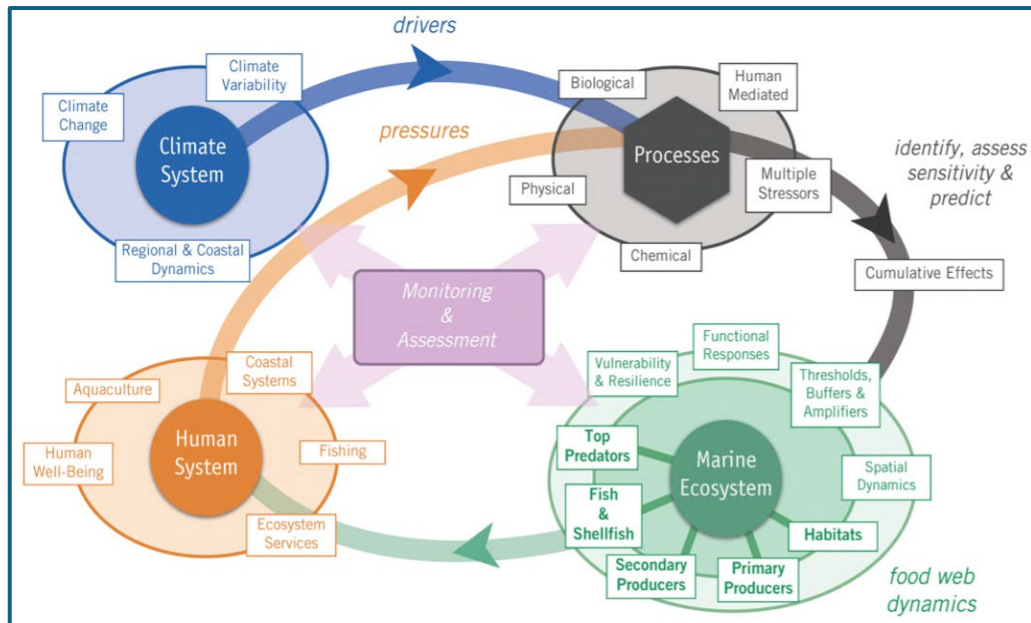 drivers
Climate
Variability
Climate
Change
Climate
System
Regional & Coastal
Dynamics
pressures
Biological
Human
Mediated
Processes
Physical
Multiple
Stressors
Chemical
identify, assess
sensitivity &
predict
Cumulative Effects
Monitoring
&
Assessment
Coastal
Systems
Aquaculture
Human
Well-Being
Human
System
Fishing
Ecosystem
Services
Functional
Responses
Vulnerability
& Resilience
Thresholds,
Buffers &
Amplifiers
Top
Predators
Marine
Ecosystem
Spatial
Dynamics
Fish
&
Shellfish
Habitats
Secondary
Producers
Primary
Producers
food web
dynamics